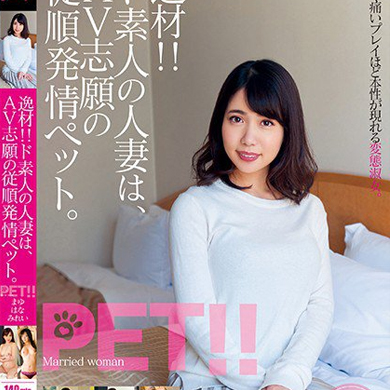 逸材!!
ド素人の人妻は、
AV志願の
従順発情ペット。
痛いプレイほど本性が現れる変態淑女。
逸材!!ド素人の人妻は、
AV志願の従順発情ペット。
PET!!
まゆ
はな
みれい
PET!!
Married woman